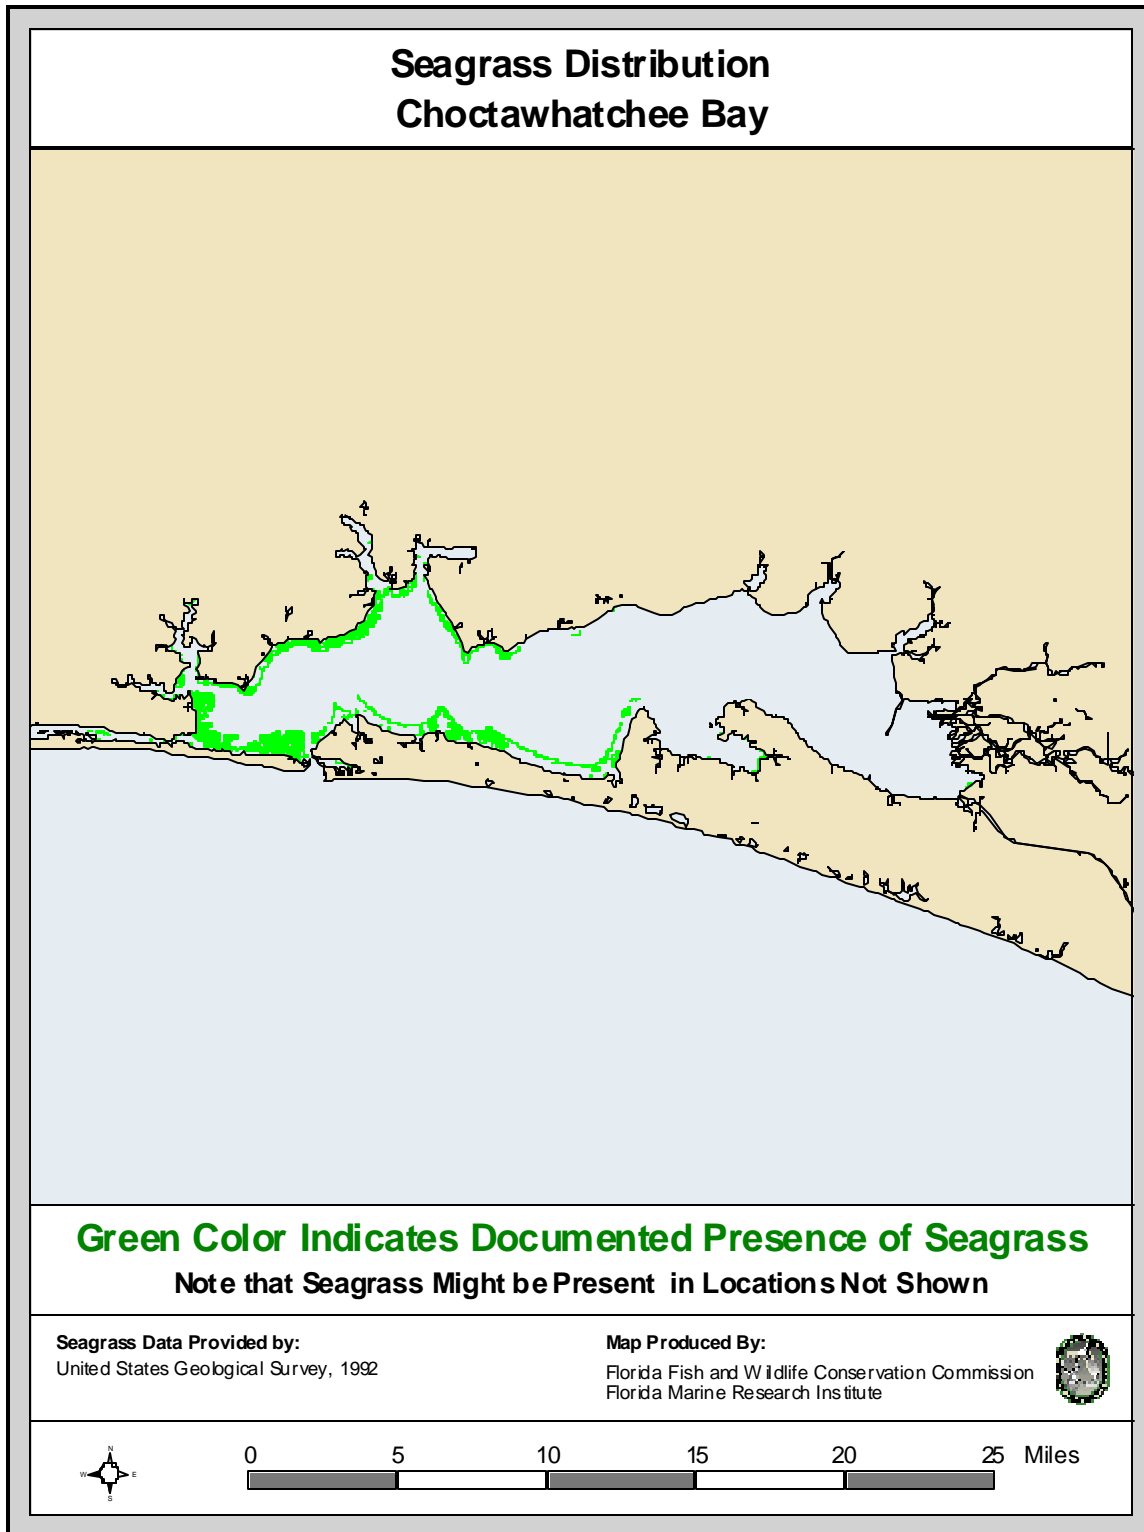 Seagrass Distribution
Choctawhatchee Bay
Green Color Indicates Documented Presence of Seagrass
Note that Seagrass Might be Present in Locations Not Shown
Seagrass Data Provided by:
United States Geological Survey, 1992
Map Produced By:
Florida Fish and Wildlife Conservation Commission
Florida Marine Research Institute
N
W E
S
0 5 10 15 20 25 Miles